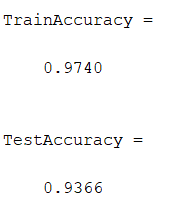 TrainAccuracy =
0.9740
TestAccuracy =
0.9366